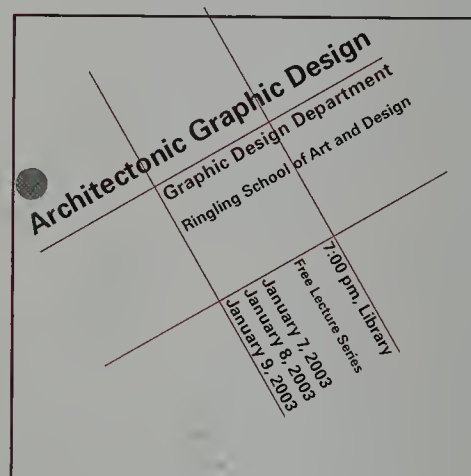 Architectonic Graphic Design
Graphic Design Department
Ringling School of Art and Design
7:00 pm, Library
Free Lecture Series
January 7, 2003
January 8, 2003
January 9, 2003